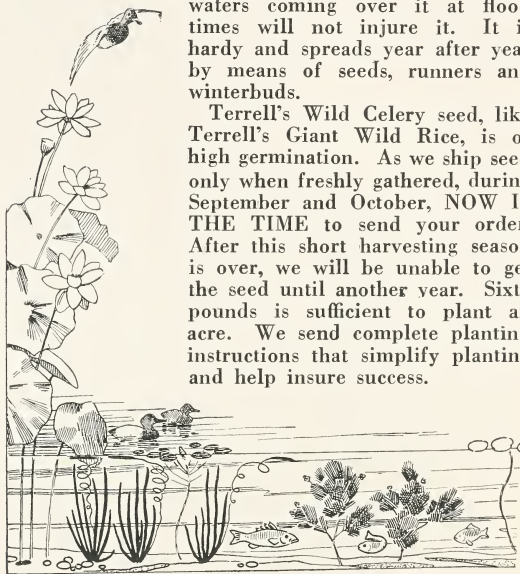 waters coming over it at floo
times will not injure it. It i
hardy and spreads year after yea
by means of seeds, runners an
winterbuds.
Terrell's Wild Celery seed, lik
Terrell's Giant Wild Rice, is o
high germination. As we ship see
only when freshly gathered, durin
September and October, NOW I
THE TIME to send your order
After this short harvesting seaso
is over, we will be unable to ge
the seed until another year. Sixt
pounds is sufficient to plant a
acre. We send complete plantin
instructions that simplify plantin
and help insure success.